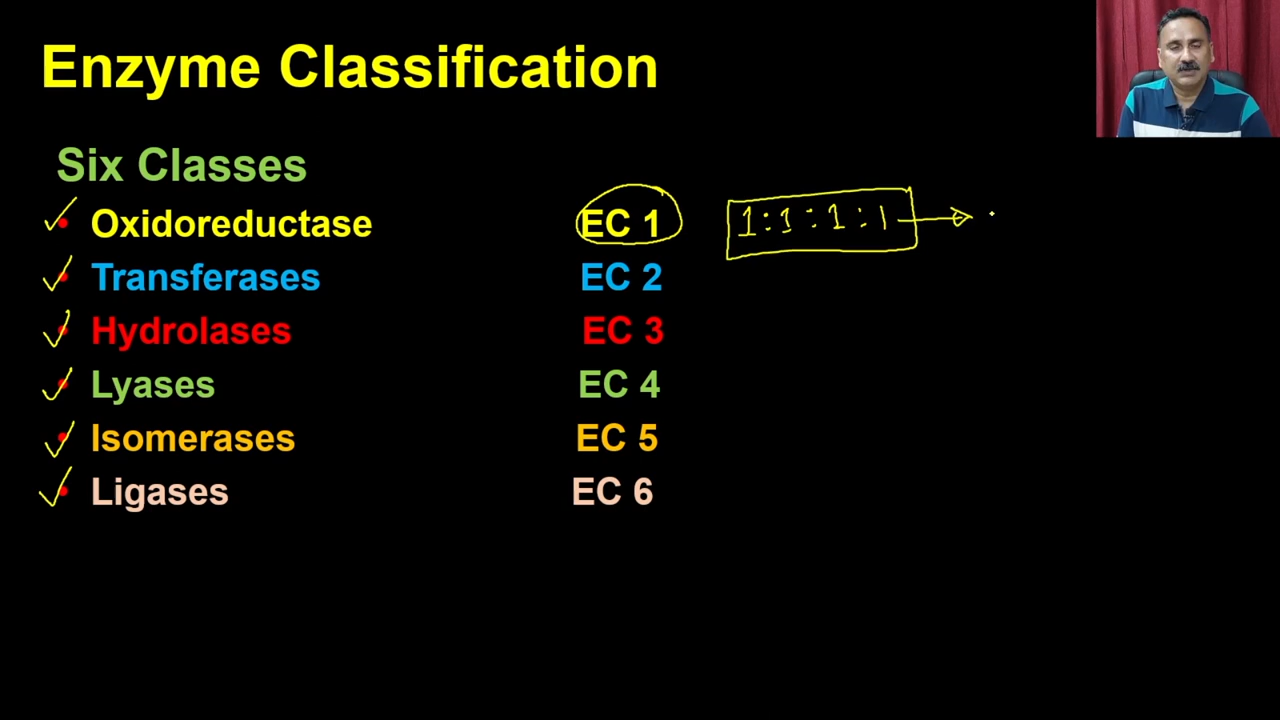 Enzyme Classification
Six Classes
Oxidoreductase EC 1 1:1:1:1
Transferases EC 2
Hydrolases EC 3
Lyases EC 4
Isomerases EC 5
Ligases EC 6